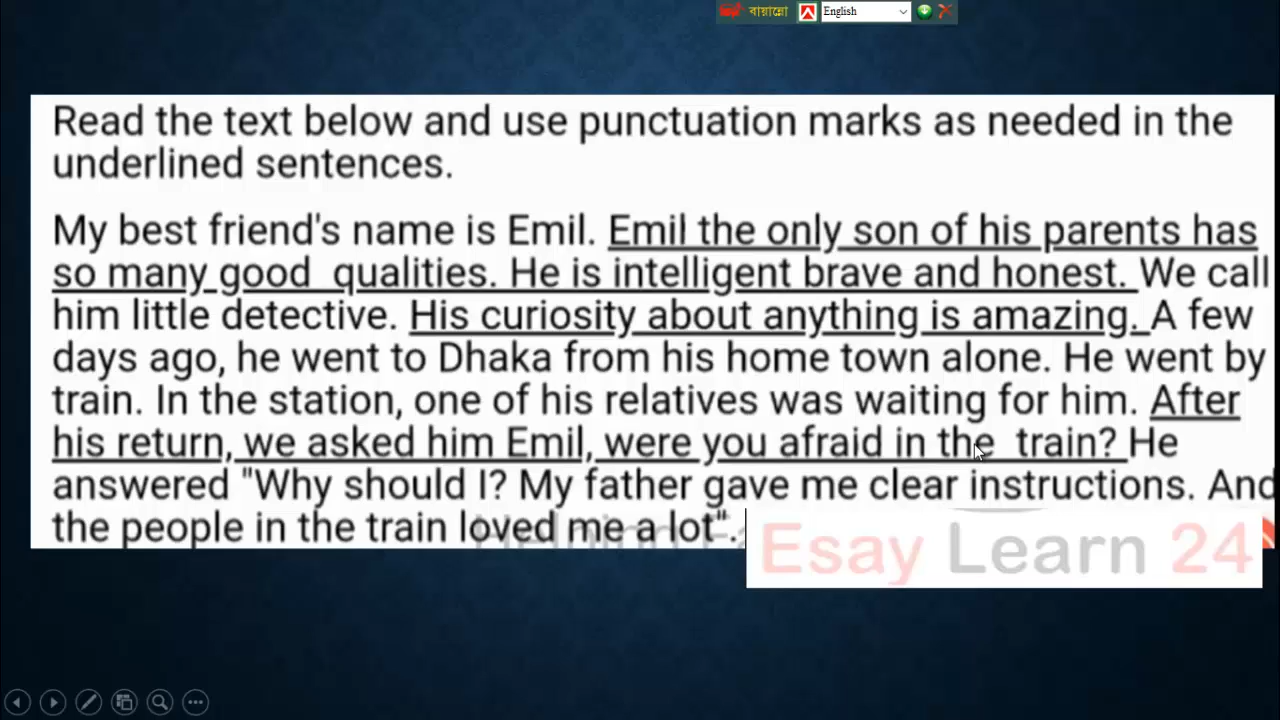 বায়ান্নো English
Read the text below and use punctuation marks as needed in the
underlined sentences.
My best friend's name is Emil. Emil the only son of his parents has
so many good qualities. He is intelligent brave and honest. We call
him little detective. His curiosity about anything is amazing. A few
days ago, he went to Dhaka from his home town alone. He went by
train. In the station, one of his relatives was waiting for him. After
his return, we asked him Emil, were you afraid in the train? He
answered "Why should I? My father gave me clear instructions. And
the people in the train loved me a lot".
Esay Learn 24